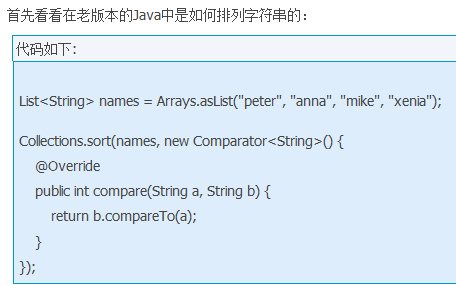 首先看看在老版本的Java中是如何排列字符串的：
代码如下:
List<String> names = Arrays.asList("peter", "anna", "mike", "xenia");
Collections.sort(names, new Comparator<String>() {
@Override
public int compare(String a, String b) {
return b.compareTo(a);
}
});